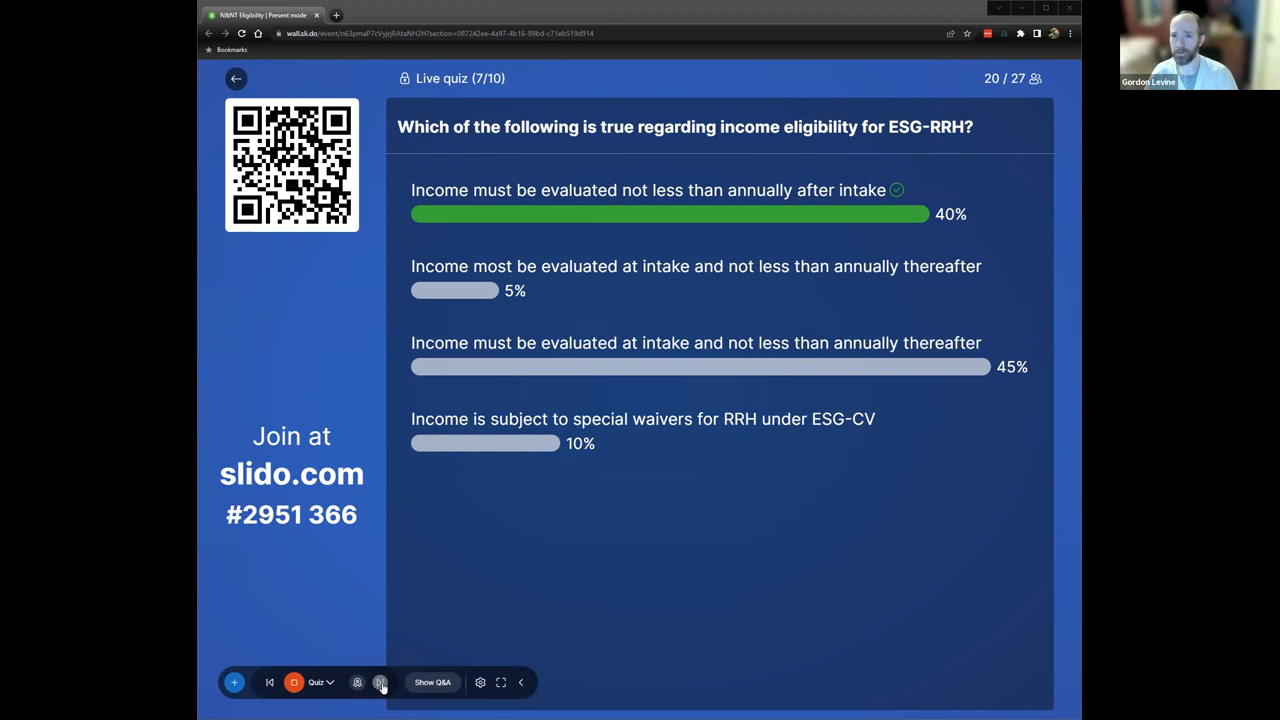 N&NT Eligibility | Present mode
wall.sli.do/event/n63pmaP7cVyjrjRAtaNH2H?section=087242ee-4a97-4b16-89bd-c71eb519d914
Bookmarks
Gordon Levine
Live quiz (7/10)
20 / 27
Which of the following is true regarding income eligibility for ESG-RRH?
Income must be evaluated not less than annually after intake
40%
Income most be evaluated at intake and not less than annually thereafter
5%
Income must be evaluated at intake and not less than annually thereafter
45%
Income is subject to special waivers for RRH under ESG-CV
10%
Join at
slido.com
#2951 366
Quiz
Show Q&A